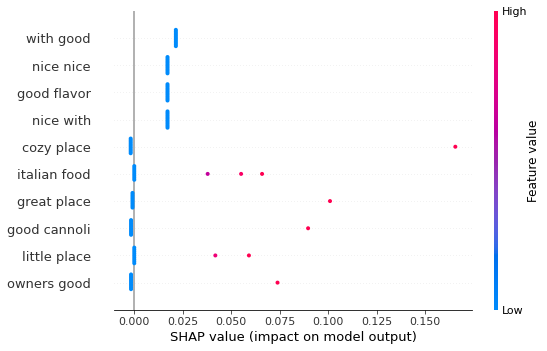 High
with good
nice nice
good flavor
nice with
cozy place
italian food
great place
good cannoli
little place
owners good
Feature value
Low
0.000 0.025 0.050 0.075 0.100 0.125 0.150
SHAP value (impact on model output)